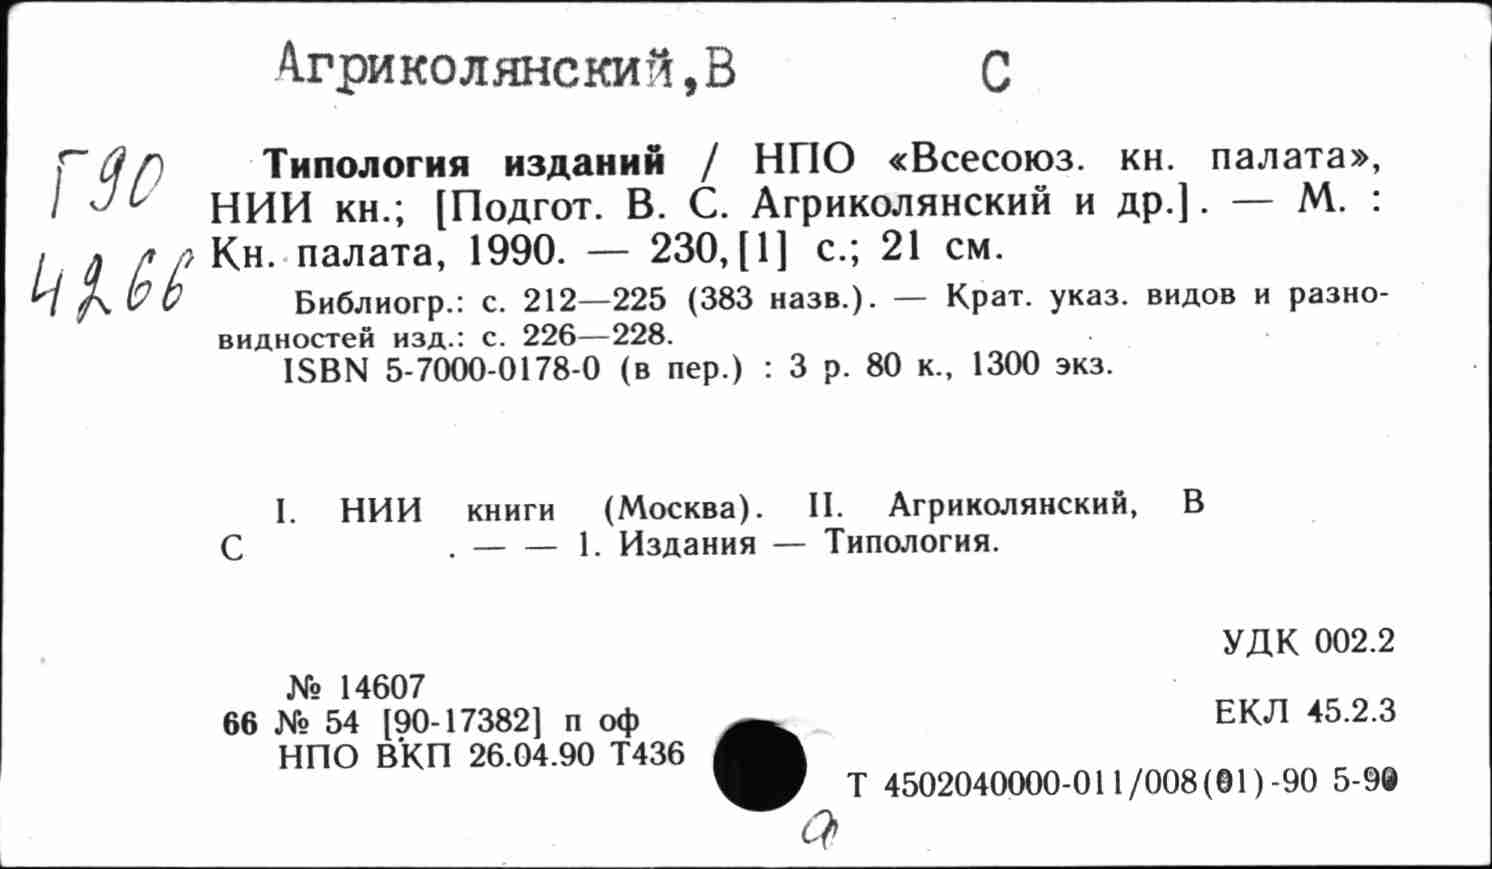 Агриколянский,В С
Г90
4266
Типология изданий / НПО «Всесоюз. кн. палата»,
НИИ кн.; [Подгот. В. С. Агриколянский и др.]. — М. :
Кн. палата, 1990. — 230, [1] с.; 21 см.
Библиогр.: с. 212—225 (383 назв.). — Крат. указ. видов и разно-
видностей изд.: с. 226—228.
ISBN 5-7000-0178-0 (в пер.) : 3 р. 80 к., 1300 экз.
I. НИИ книги (Москва). II. Агриколянский, В
С . — — 1. Издания — Типология.
УДК 002.2
№ 14607
66 № 54 [90-17382] п оф
ЕКЛ 45.2.3
НПО ВКП 26.04.90 Т436
Т 4502040000-011/008(01)-90 5-90